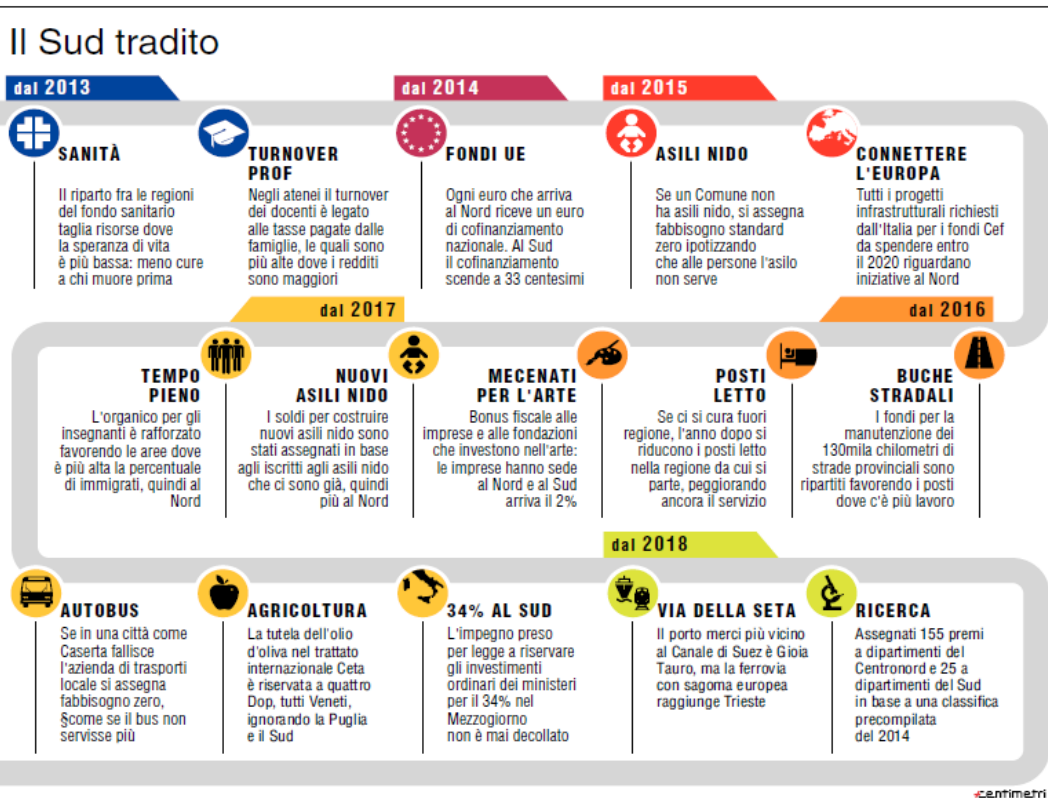 Il Sud tradito
dal 2013
SANITÀ
Il riparto fra le regioni
del fondo sanitario
taglia risorse dove
la speranza di vita
è più bassa: meno cure
a chi muore prima
TURNOVER
PROF
Negli atenei il turnover
dei docenti è legato
alle tasse pagate dalle
famiglie, le quali sono
più alte dove i redditi
sono maggiori
dal 2014
FONDI UE
Ogni euro che arriva
al Nord riceve un euro
di cofinanziamento
nazionale. Al Sud
il cofinanziamento
scende a 33 centesimi
dal 2015
ASILI NIDO
Se un Comune non
ha asili nido, si assegna
fabbisogno standard
zero ipotizzando
che alle persone l'asilo
non serve
CONNETTERE
L'EUROPA
Tutti i progetti
infrastrutturali richiesti
dall'Italia per i fondi Cef
da spendere entro
il 2020 riguardano
iniziative al Nord
dal 2016
BUCHE
STRADALI
I fondi per la
manutenzione dei
130mila chilometri di
strade provinciali sono
ripartiti favorendo i posti
dove c'è più lavoro
POSTI
LETTO
Se ci si cura fuori
regione, l'anno dopo si
riducono i posti letto
nella regione da cui si
parte, peggiorando
ancora il servizio
MECENATI
PER L'ARTE
Bonus fiscale alle
imprese e alle fondazioni
che investono nell'arte:
le imprese hanno sede
al Nord e al Sud
arriva il 2%
dal 2017
NUOVI
ASILI NIDO
I soldi per costruire
nuovi asili nido sono
stati assegnati in base
agli iscritti agli asili nido
che ci sono già, quindi
più al Nord
TEMPO
PIENO
L'organico per gli
insegnanti è rafforzato
favorendo le aree dove
è più alta la percentuale
di immigrati, quindi al
Nord
AUTOBUS
Se in una città come
Caserta fallisce
l'azienda di trasporti
locale si assegna
fabbisogno zero,
§come se il bus non
servisse più
AGRICOLTURA
La tutela dell'olio
d'oliva nel trattato
internazionale Ceta
è riservata a quattro
Dop, tutti Veneti,
ignorando la Puglia
e il Sud
34% AL SUD
L'impegno preso
per legge a riservare
gli investimenti
ordinari dei ministeri
per il 34% nel
Mezzogiorno
non è mai decollato
dal 2018
VIA DELLA SETA
Il porto merci più vicino
al Canale di Suez è Gioia
Tauro, ma la ferrovia
con sagoma europea
raggiunge Trieste
RICERCA
Assegnati 155 premi
a dipartimenti del
Centronord e 25 a
dipartimenti del Sud
in base a una classifica
precompilata
del 2014
centimetri